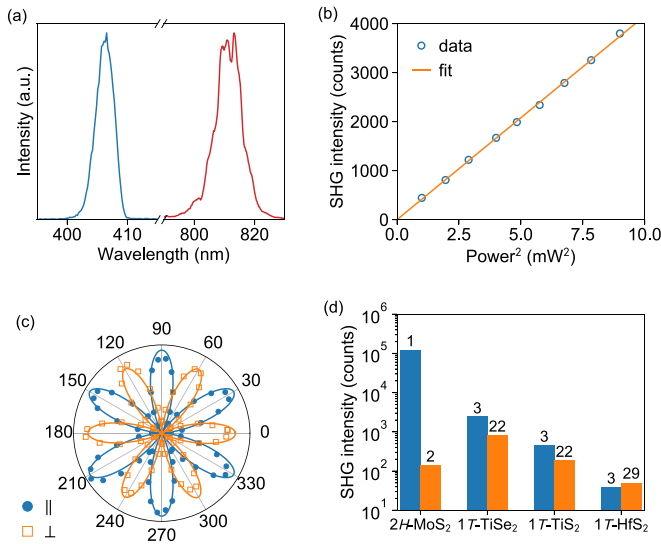 (a)
Intensity (a.u.)
400 410 800 820
Wavelength (nm)
(b)
SHG intensity (counts)
4000
3000
2000
1000
0
data
fit
0.0 2.5 5.0 7.5 10.0
Power² (mW²)
(c)
90
120 60
150 30
180 0
210 330
240 300
270
||
⊥
(d)
SHG intensity (counts)
10⁶
10⁵
10⁴
10³
10²
10¹
1
2
3
22
3
22
3
29
2H-MoS₂ 1T-TiSe₂ 1T-TiS₂ 1T-HfS₂